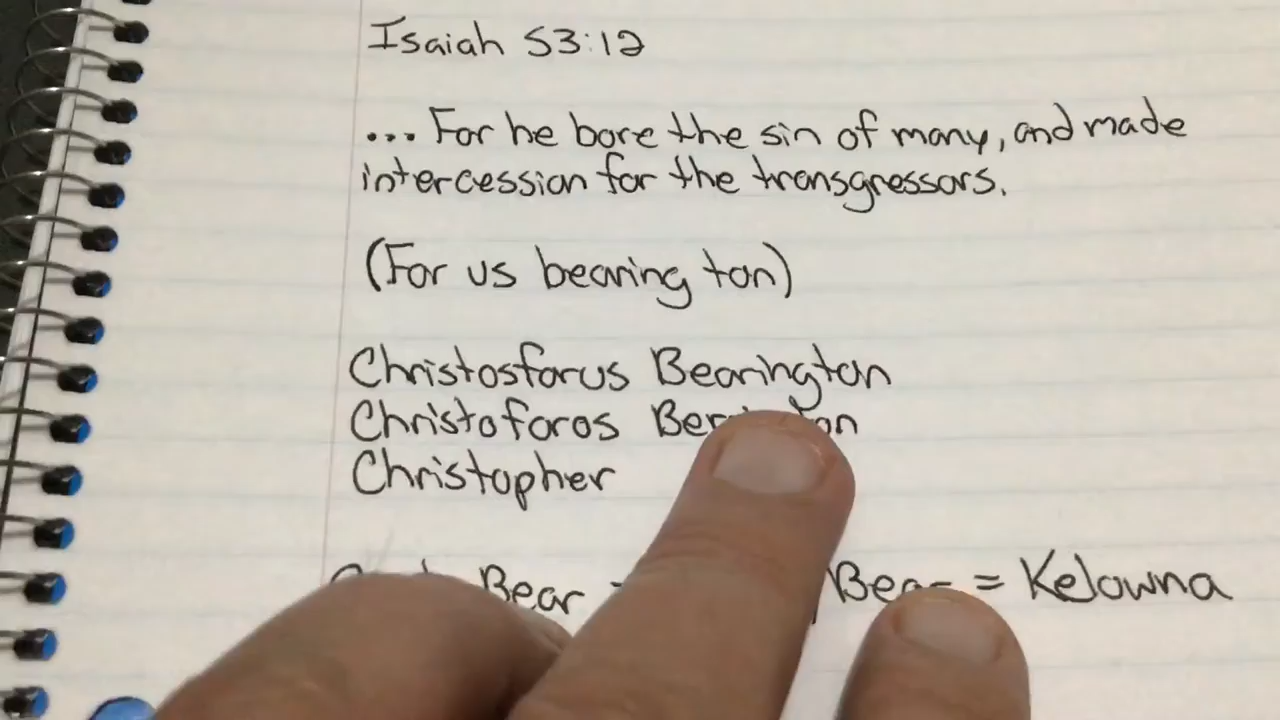 Isaiah 53:12
... For he bore the sin of many, and made
intercession for the transgressors.
(For us bearing ton)
Christosforus Bearington
Christoforos
Christopher
Bear = Bear = Kelowna